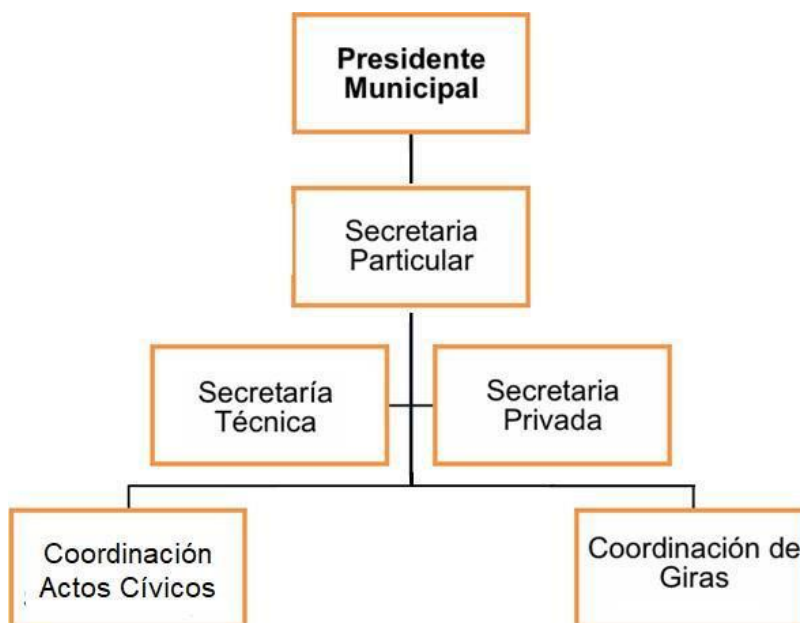 Presidente
Municipal
Secretaria
Particular
Secretaría
Técnica
Secretaria
Privada
Coordinación
Actos Cívicos
Coordinación de
Giras